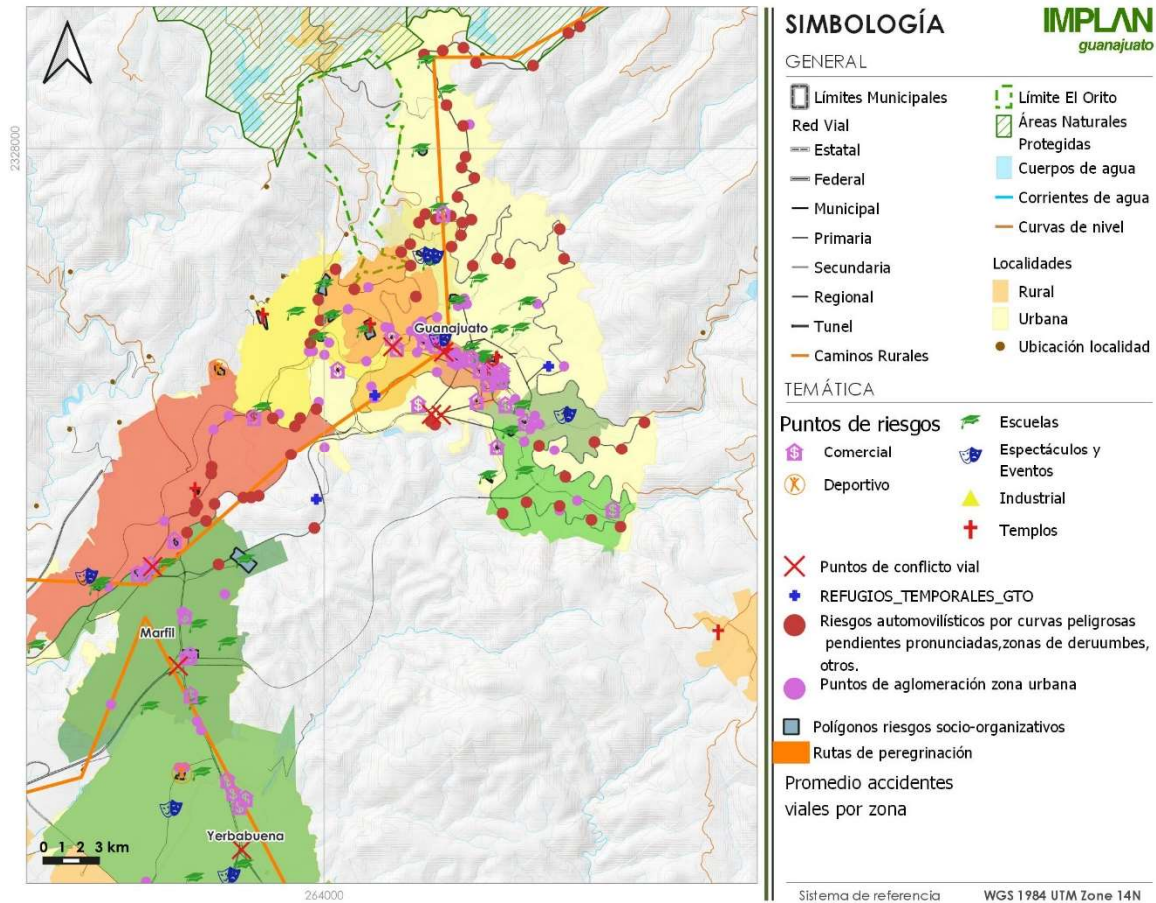 SIMBOLOGÍA
IMPLAN
guanajuato
GENERAL
Límites Municipales
Red Vial
Estatal
Federal
Municipal
Primaria
Secundaria
Regional
Tunel
Caminos Rurales
Límite El Orito
Áreas Naturales
Protegidas
Cuerpos de agua
Corrientes de agua
Curvas de nivel
Localidades
Rural
Urbana
Ubicación localidad
TEMÁTICA
Puntos de riesgos
Comercial
Deportivo
Escuelas
Espectáculos y
Eventos
Industrial
Templos
Puntos de conflicto vial
REFUGIOS_TEMPORALES_GTO
Riesgos automovilísticos por curvas peligrosas
pendientes pronunciadas,zonas de deruumbes,
otros.
Puntos de aglomeración zona urbana
Polígonos riesgos socio-organizativos
Rutas de peregrinación
Promedio accidentes
viales por zona
Sistema de referencia WGS 1984 UTM Zone 14N
2328000
Guanajuato
Marfil
Yerbabuena
0 1 2 3 km
264000